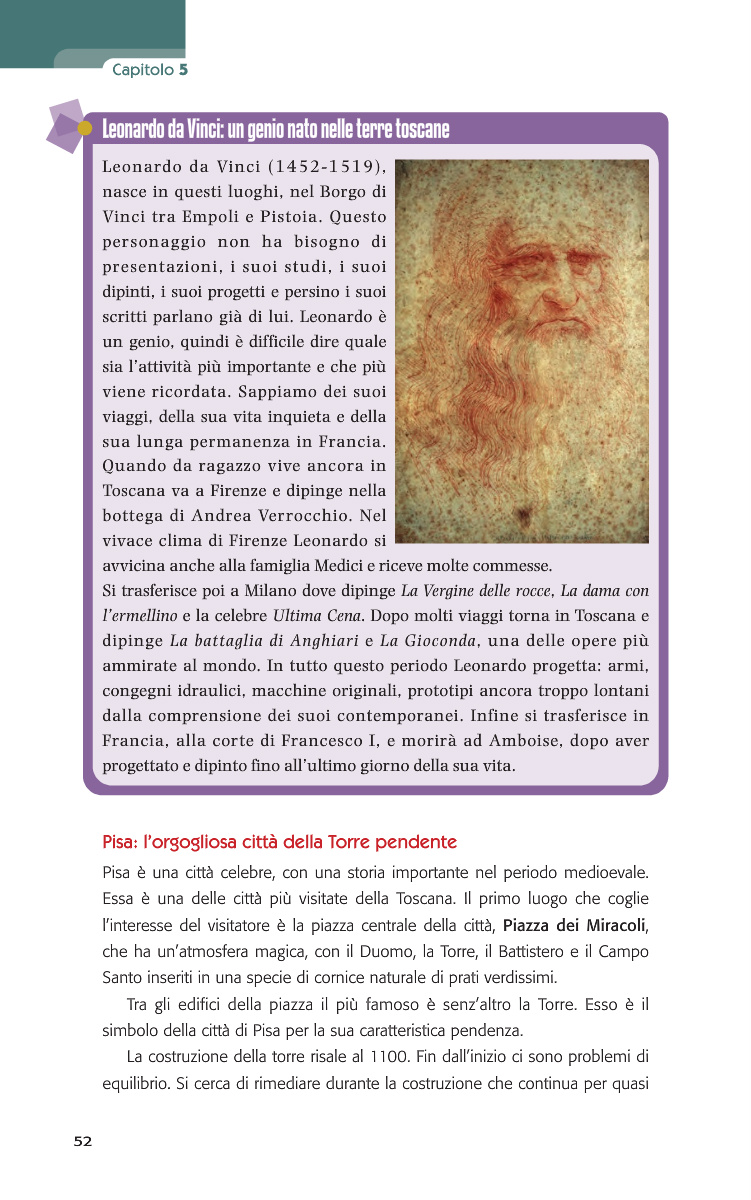 Capitolo 5
Leonardo da Vinci: un genio nato nelle terre toscane
Leonardo da Vinci (1452-1519),
nasce in questi luoghi, nel Borgo di
Vinci tra Empoli e Pistoia. Questo
personaggio non ha bisogno di
presentazioni, i suoi studi, i suoi
dipinti, i suoi progetti e persino i suoi
scritti parlano già di lui. Leonardo è
un genio, quindi è difficile dire quale
sia l'attività più importante e che più
viene ricordata. Sappiamo dei suoi
viaggi, della sua vita inquieta e della
sua lunga permanenza in Francia.
Quando da ragazzo vive ancora in
Toscana va a Firenze e dipinge nella
bottega di Andrea Verrocchio. Nel
vivace clima di Firenze Leonardo si
avvicina anche alla famiglia Medici e riceve molte commesse.
Si trasferisce poi a Milano dove dipinge La Vergine delle rocce, La dama con
l'ermellino e la celebre Ultima Cena. Dopo molti viaggi torna in Toscana e
dipinge La battaglia di Anghiari e La Gioconda, una delle opere più
ammirate al mondo. In tutto questo periodo Leonardo progetta: armi,
congegni idraulici, macchine originali, prototipi ancora troppo lontani
dalla comprensione dei suoi contemporanei. Infine si trasferisce in
Francia, alla corte di Francesco I, e morirà ad Amboise, dopo aver
progettato e dipinto fino all'ultimo giorno della sua vita.
Pisa: l'orgogliosa città della Torre pendente
Pisa è una città celebre, con una storia importante nel periodo medioevale.
Essa è una delle città più visitate della Toscana. Il primo luogo che coglie
l'interesse del visitatore è la piazza centrale della città, Piazza dei Miracoli,
che ha un'atmosfera magica, con il Duomo, la Torre, il Battistero e il Campo
Santo inseriti in una specie di cornice naturale di prati verdissimi.
Tra gli edifici della piazza il più famoso è senz'altro la Torre. Esso è il
simbolo della città di Pisa per la sua caratteristica pendenza.
La costruzione della torre risale al 1100. Fin dall'inizio ci sono problemi di
equilibrio. Si cerca di rimediare durante la costruzione che continua per quasi
52